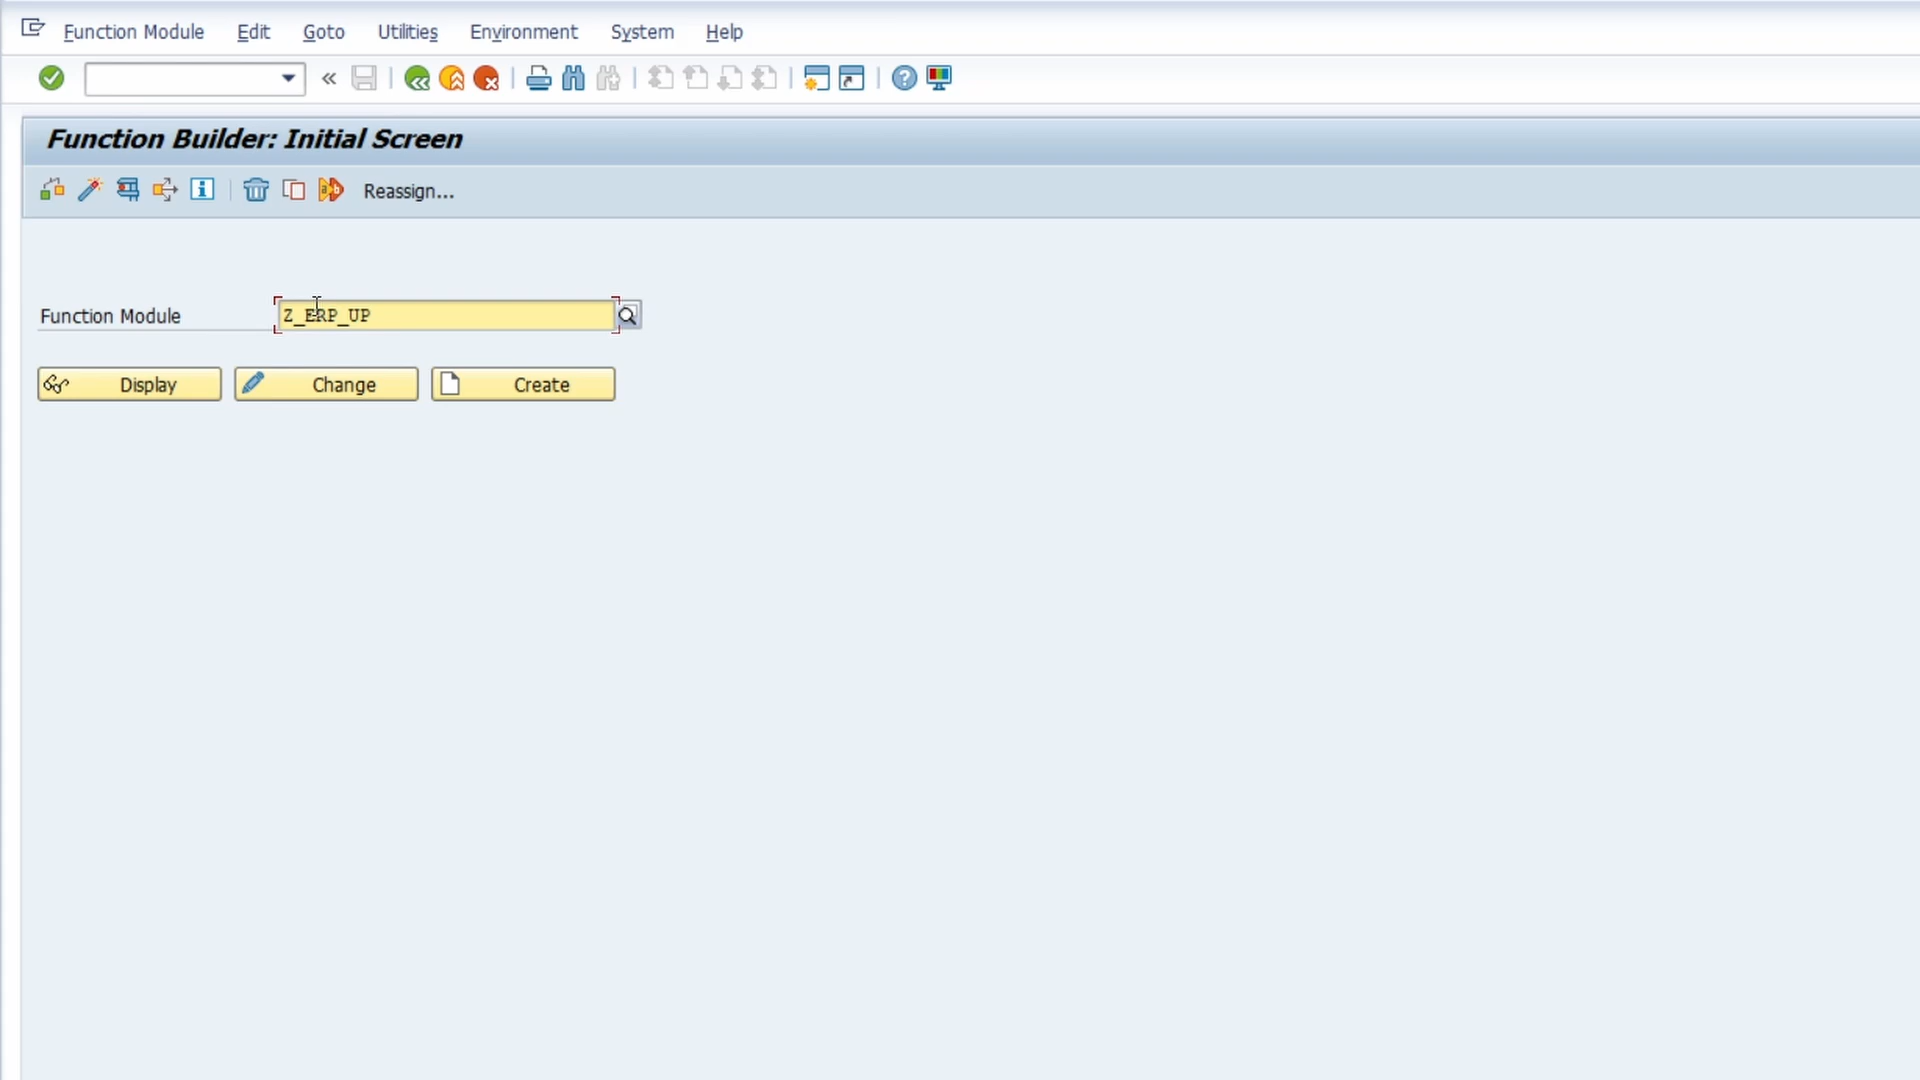 Function Module Edit Goto Utilities Environment System Help
Function Builder: Initial Screen
Reassign...
Function Module Z_ERP_UP
Display Change Create